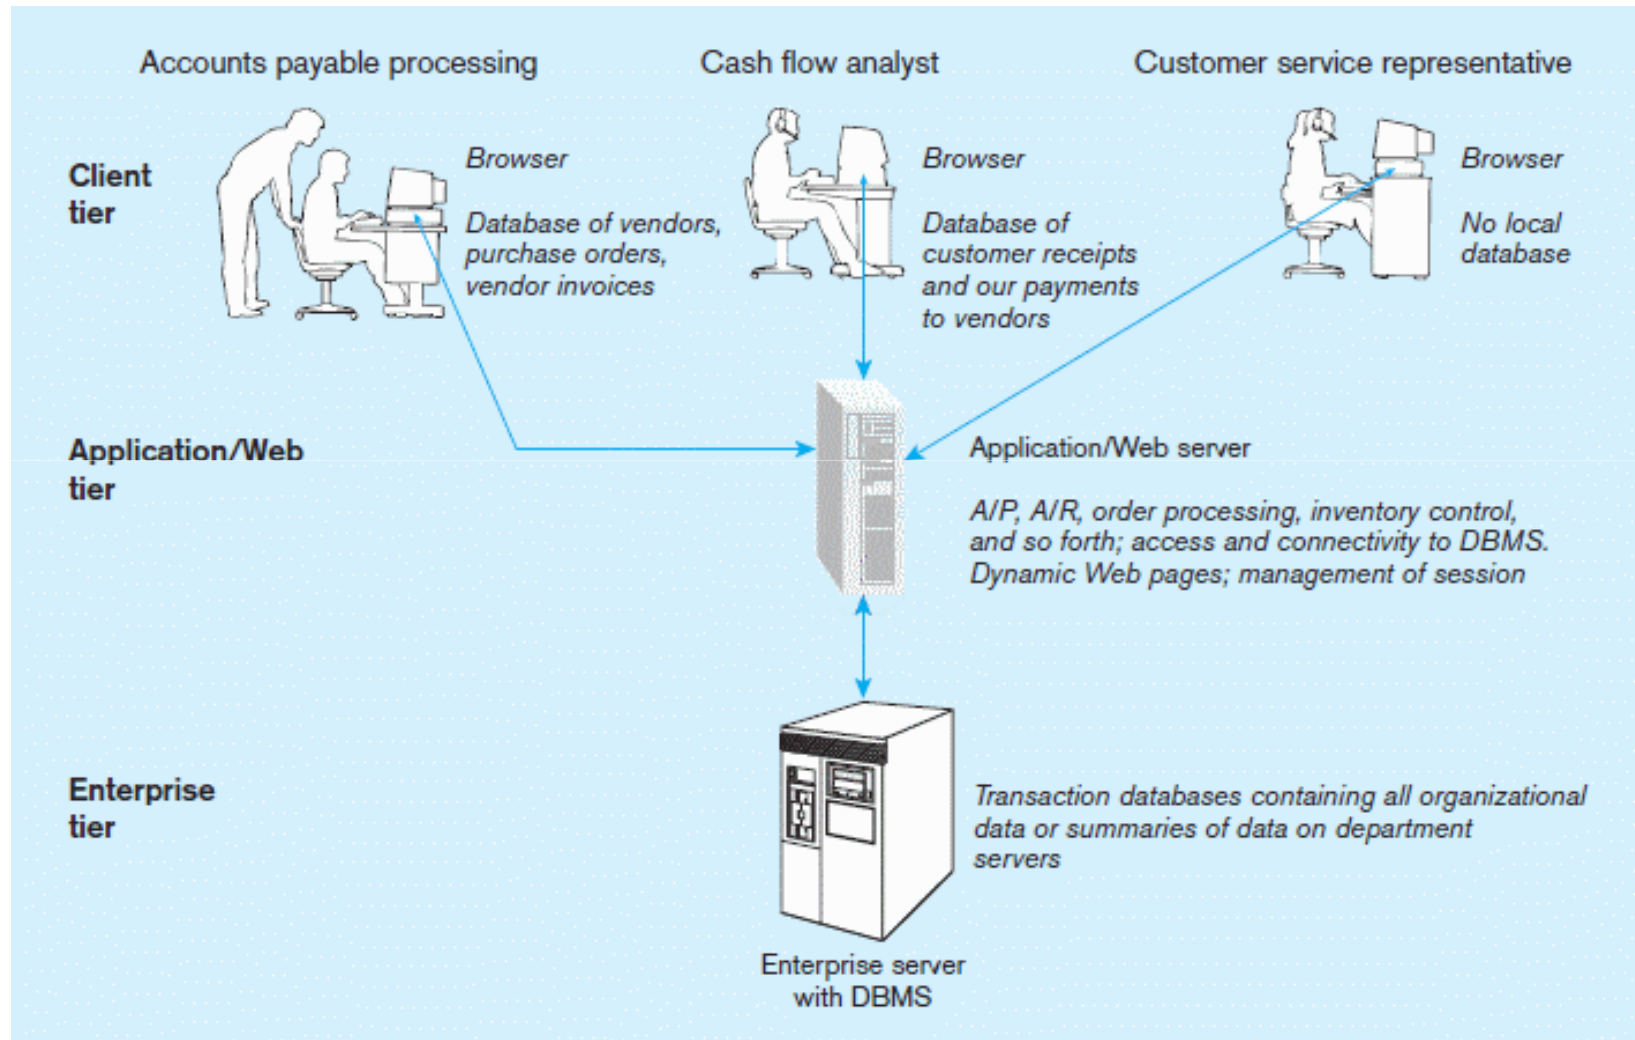 Accounts payable processing
Cash flow analyst
Customer service representative
Client
tier
Browser
Database of vendors,
purchase orders,
vendor invoices
Browser
Database of
customer receipts
and our payments
to vendors
Browser
No local
database
Application/Web
tier
Application/Web server
A/P, A/R, order processing, inventory control,
and so forth; access and connectivity to DBMS.
Dynamic Web pages; management of session
Enterprise
tier
Transaction databases containing all organizational
data or summaries of data on department
servers
Enterprise server
with DBMS